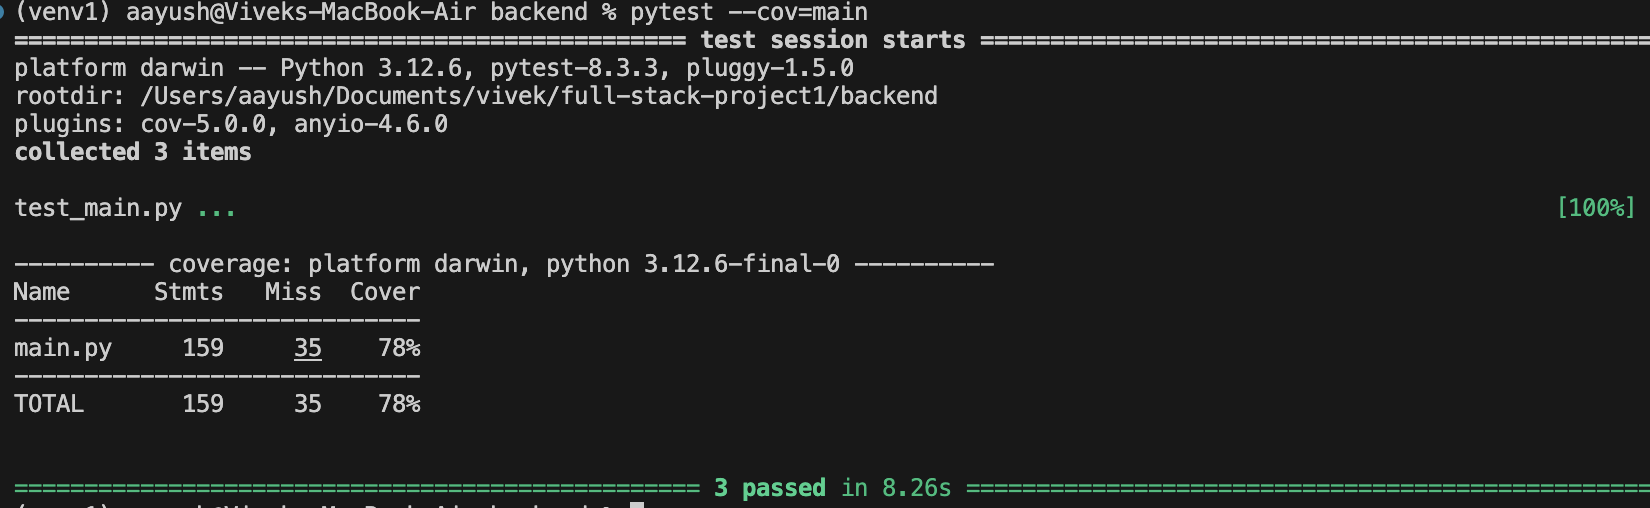 (venv1) aayush@Viveks-MacBook-Air backend % pytest --cov=main
================================================ test session starts ================================================
platform darwin -- Python 3.12.6, pytest-8.3.3, pluggy-1.5.0
rootdir: /Users/aayush/Documents/vivek/full-stack-project1/backend
plugins: cov-5.0.0, anyio-4.6.0
collected 3 items
test_main.py ... [100%]
---------- coverage: platform darwin, python 3.12.6-final-0 ----------
Name      Stmts   Miss  Cover
-----------------------------
main.py     159     35    78%
-----------------------------
TOTAL       159     35    78%
================================================= 3 passed in 8.26s =================================================